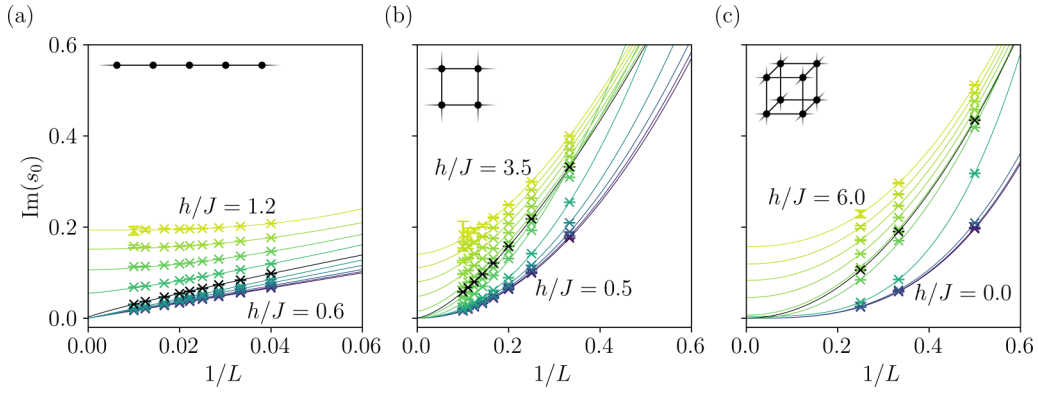 (a)
(b)
(c)
Im(s₀)
0.6
0.4
0.2
0.0
h/J = 1.2
h/J = 0.6
0.00
0.02
0.04
0.06
1/L
h/J = 3.5
h/J = 0.5
0.0
0.2
0.4
0.6
1/L
h/J = 6.0
h/J = 0.0
0.0
0.2
0.4
0.6
1/L